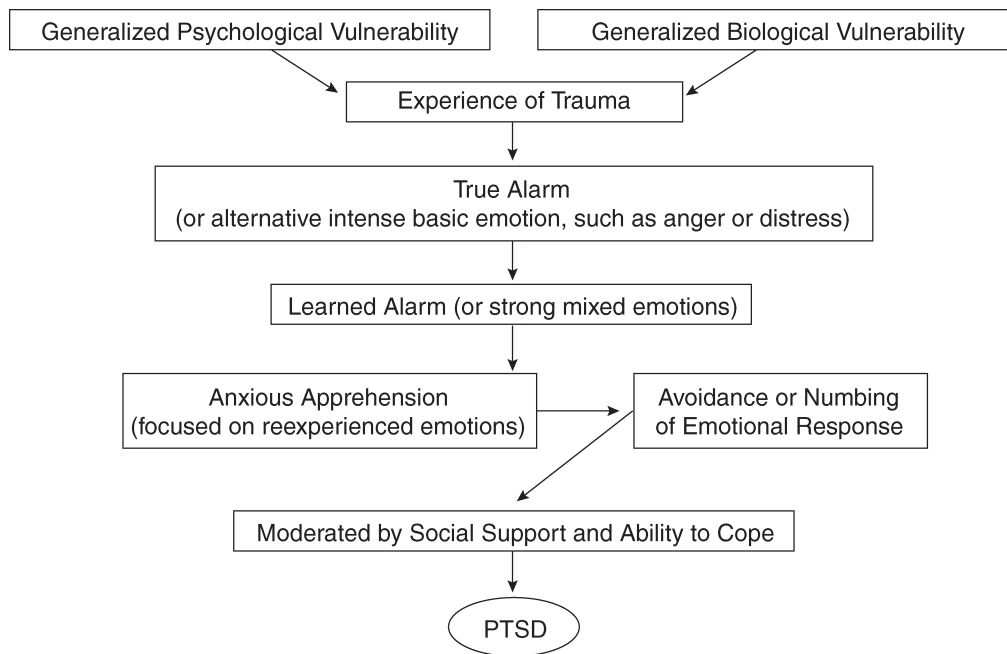 Generalized Psychological Vulnerability
Generalized Biological Vulnerability
Experience of Trauma
True Alarm
(or alternative intense basic emotion, such as anger or distress)
Learned Alarm (or strong mixed emotions)
Anxious Apprehension
(focused on reexperienced emotions)
Avoidance or Numbing
of Emotional Response
Moderated by Social Support and Ability to Cope
PTSD